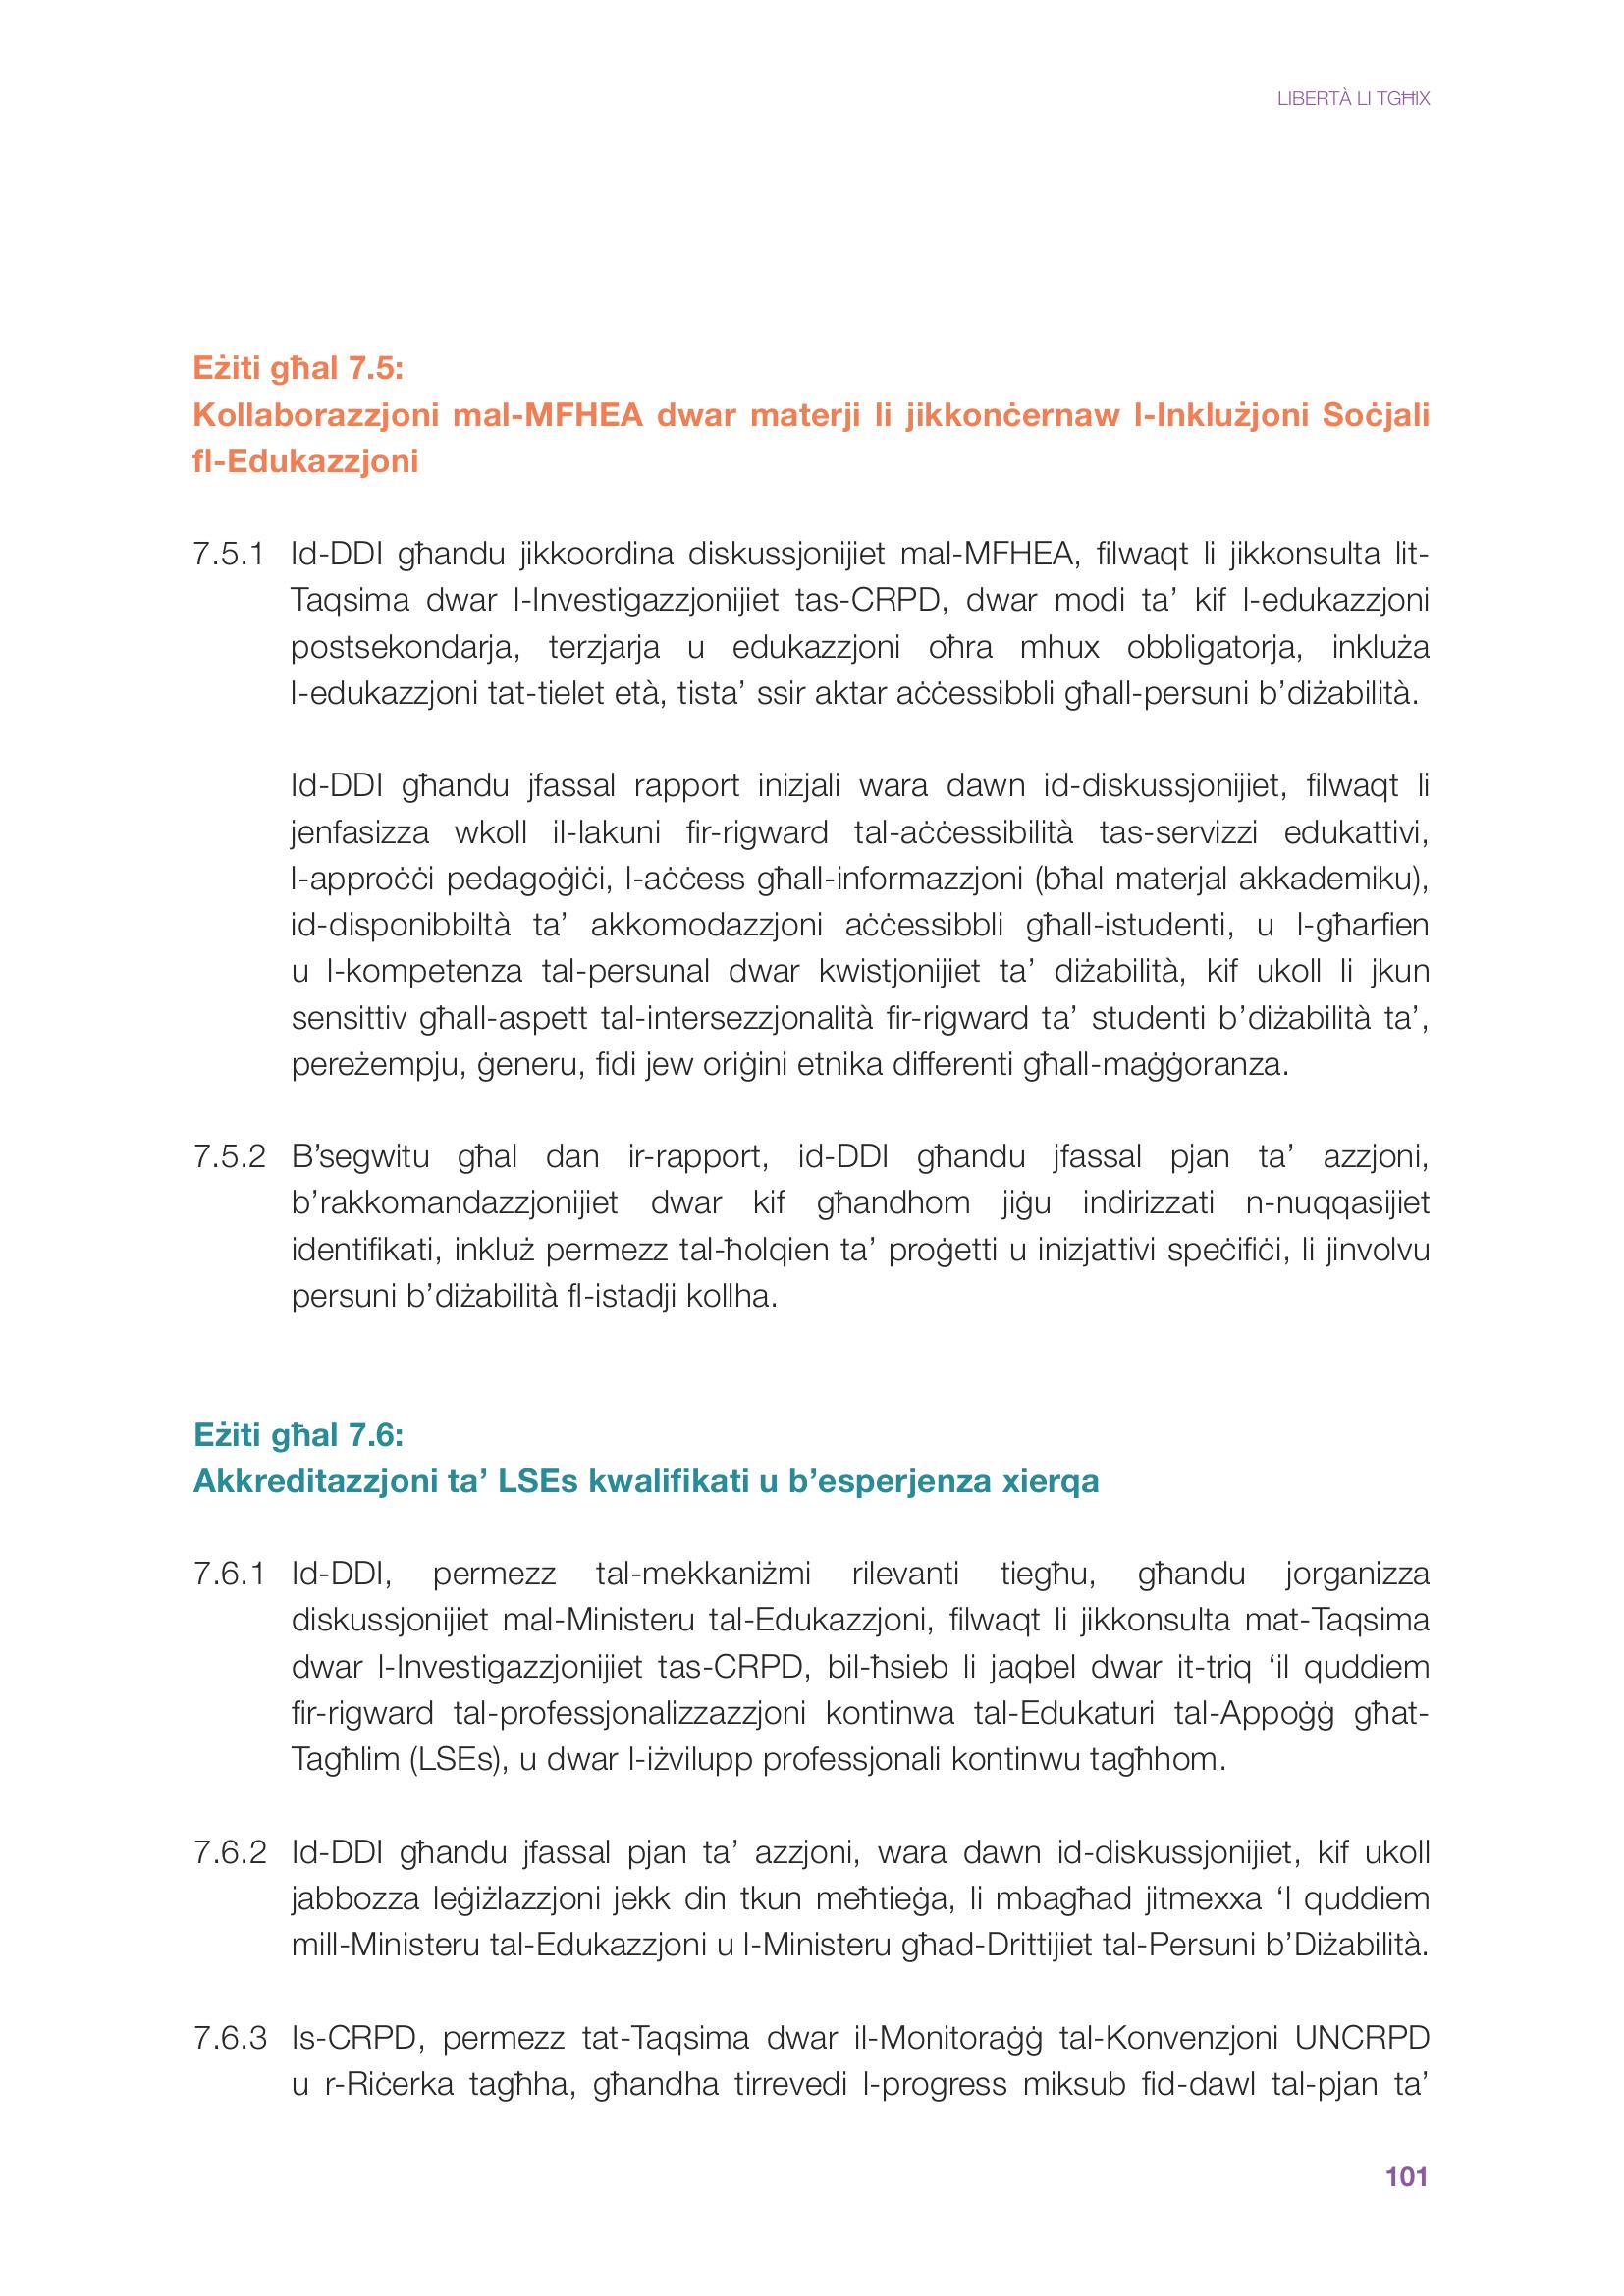 LIBERTÀ LI TGĦIX
Eżiti għal 7.5:
Kollaborazzjoni mal-MFHEA dwar materji li jikkonċernaw l-Inklużjoni Soċjali
fl-Edukazzjoni
7.5.1 Id-DDI għandu jikkoordina diskussjonijiet mal-MFHEA, filwaqt li jikkonsulta lit-
Taqsima dwar l-Investigazzjonijiet tas-CRPD, dwar modi ta’ kif l-edukazzjoni
postsekondarja, terzjarja u edukazzjoni oħra mhux obbligatorja, inkluża
l-edukazzjoni tat-tielet età, tista’ ssir aktar aċċessibbli għall-persuni b’diżabilità.
Id-DDI għandu jfassal rapport inizjali wara dawn id-diskussjonijiet, filwaqt li
jenfasizza wkoll il-lakuni fir-rigward tal-aċċessibilità tas-servizzi edukattivi,
l-approċċi pedagoġiċi, l-aċċess għall-informazzjoni (bħal materjal akkademiku),
id-disponibbiltà ta’ akkomodazzjoni aċċessibbli għall-istudenti, u l-għarfien
u l-kompetenza tal-persunal dwar kwistjonijiet ta’ diżabilità, kif ukoll li jkun
sensittiv għall-aspett tal-intersezzjonalità fir-rigward ta’ studenti b’diżabilità ta’,
pereżempju, ġeneru, fidi jew oriġini etnika differenti għall-maġġoranza.
7.5.2 B’segwitu għal dan ir-rapport, id-DDI għandu jfassal pjan ta’ azzjoni,
b’rakkomandazzjonijiet dwar kif għandhom jiġu indirizzati n-nuqqasijiet
identifikati, inkluż permezz tal-ħolqien ta’ proġetti u inizjattivi speċifiċi, li jinvolvu
persuni b’diżabilità fl-istadji kollha.
Eżiti għal 7.6:
Akkreditazzjoni ta’ LSEs kwalifikati u b’esperjenza xierqa
7.6.1 Id-DDI, permezz tal-mekkaniżmi rilevanti tiegħu, għandu jorganizza
diskussjonijiet mal-Ministeru tal-Edukazzjoni, filwaqt li jikkonsulta mat-Taqsima
dwar l-Investigazzjonijiet tas-CRPD, bil-ħsieb li jaqbel dwar it-triq ‘il quddiem
fir-rigward tal-professjonalizzazzjoni kontinwa tal-Edukaturi tal-Appoġġ għat-
Tagħlim (LSEs), u dwar l-iżvilupp professjonali kontinwu tagħhom.
7.6.2 Id-DDI għandu jfassal pjan ta’ azzjoni, wara dawn id-diskussjonijiet, kif ukoll
jabbozza leġiżlazzjoni jekk din tkun meħtieġa, li mbagħad jitmexxa ‘l quddiem
mill-Ministeru tal-Edukazzjoni u l-Ministeru għad-Drittijiet tal-Persuni b’Diżabilità.
7.6.3 Is-CRPD, permezz tat-Taqsima dwar il-Monitoraġġ tal-Konvenzjoni UNCRPD
u r-Riċerka tagħha, għandha tirrevedi l-progress miksub fid-dawl tal-pjan ta’
101